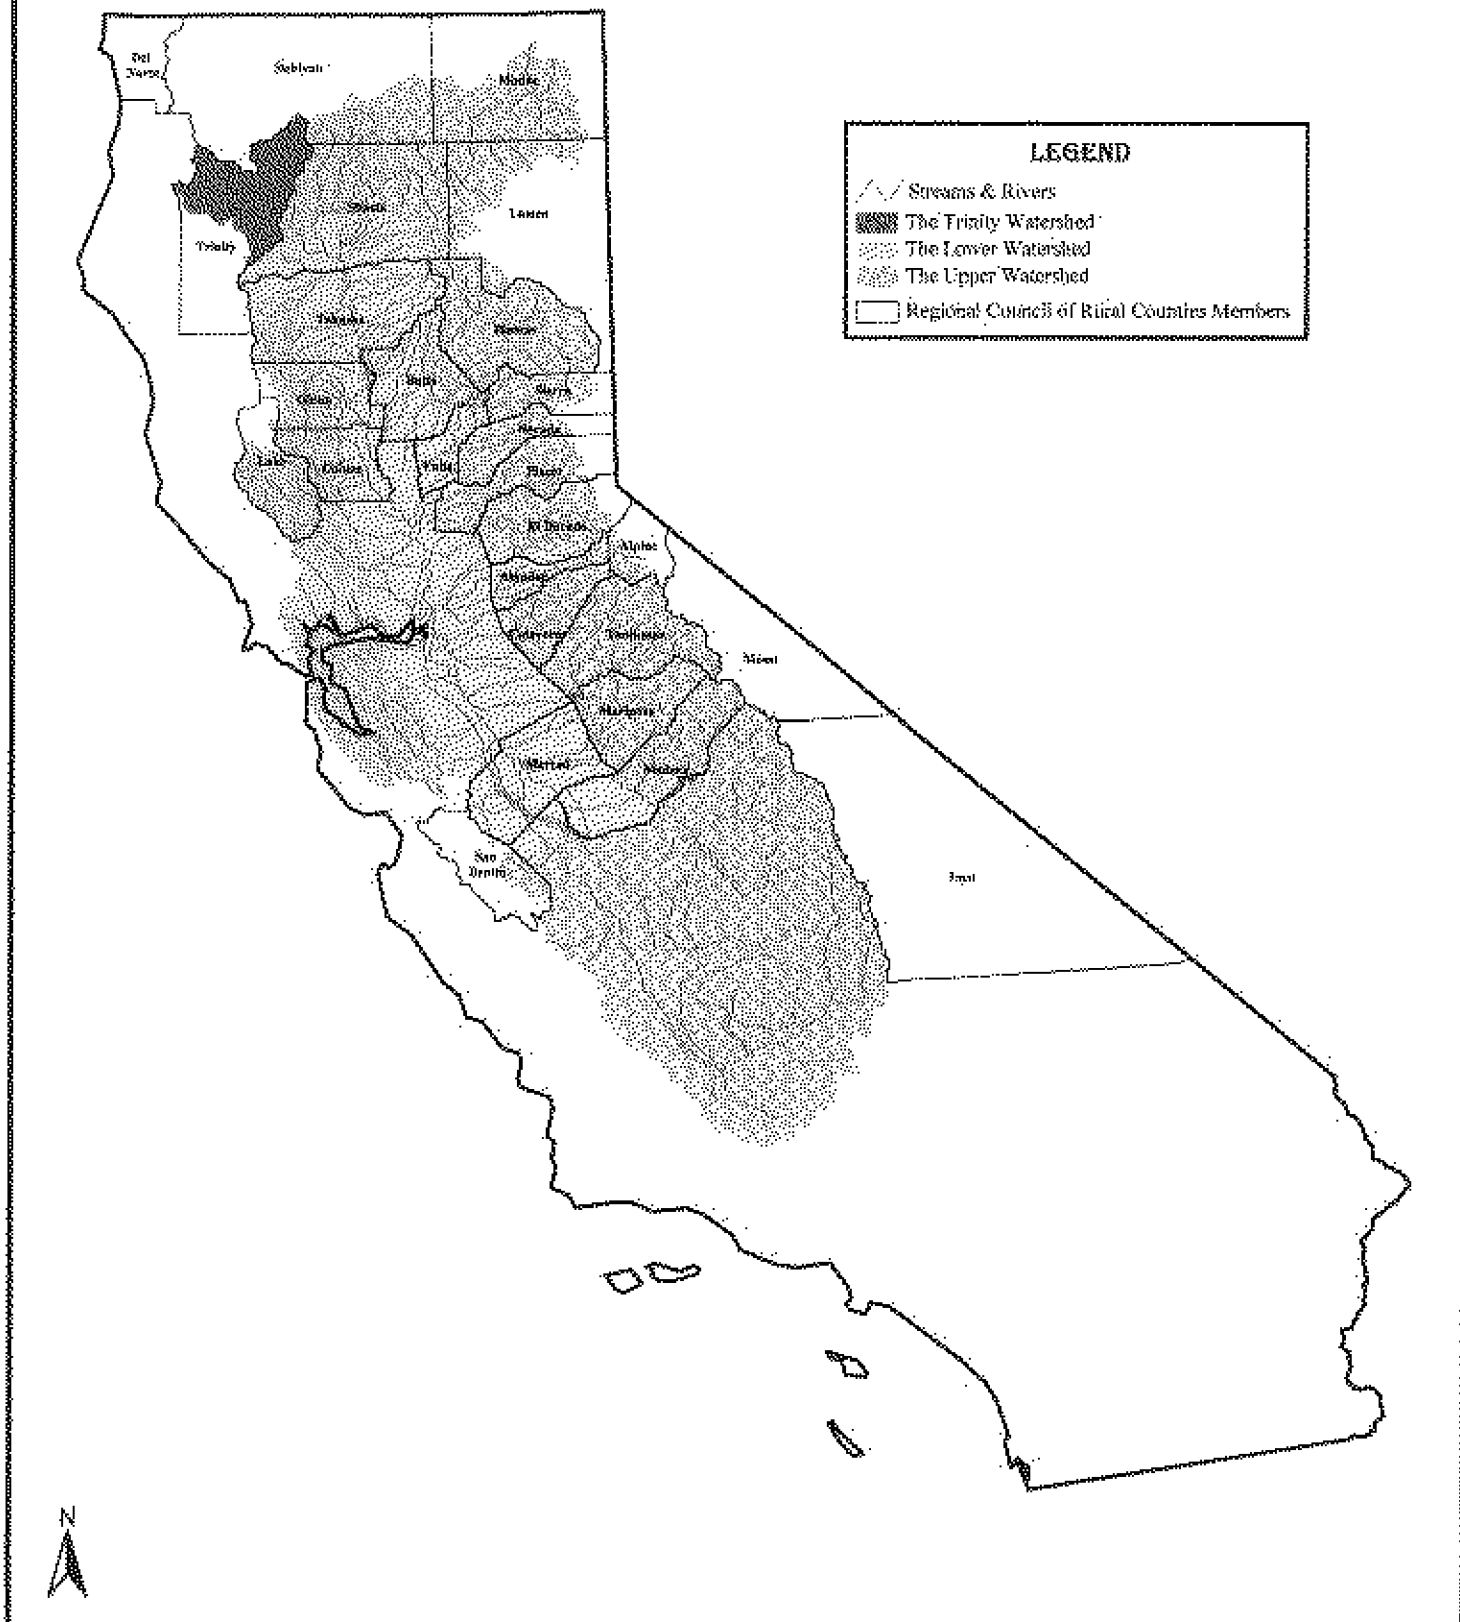 Del
Norte
Siskiyou
Modoc
Shasta
Lassen
Trinity
Tehama
Plumas
Butte
Glenn
Sierra
Nevada
Lake
Colusa
Yuba
Placer
El Dorado
Alpine
Amador
Calaveras
Tuolumne
Mono
Mariposa
Merced
Madera
San
Benito
Inyo
LEGEND
Streams & Rivers
The Trinity Watershed
The Lower Watershed
The Upper Watershed
Regional Council of Rural Counties Members
N